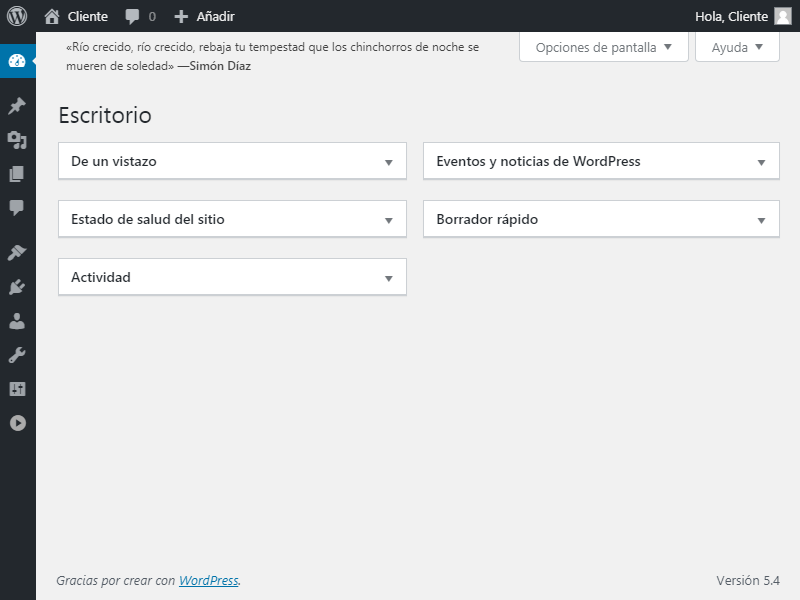 Cliente 0 Añadir Hola, Cliente
«Río crecido, río crecido, rebaja tu tempestad que los chinchorros de noche se
mueren de soledad» —Simón Díaz
Opciones de pantalla Ayuda
Escritorio
De un vistazo
Eventos y noticias de WordPress
Estado de salud del sitio
Borrador rápido
Actividad
Gracias por crear con WordPress. Versión 5.4